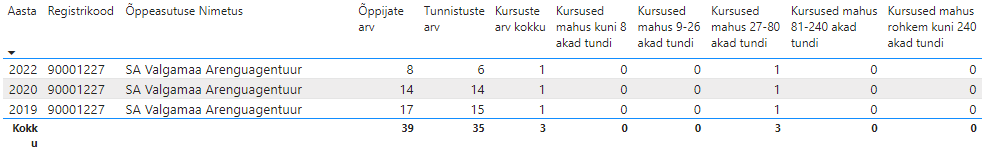 Aasta Registrikood Õppeasutuse Nimetus Õppijate arv Tunnistuste arv Kursuste arv kokku Kursused mahus kuni 8 akad tundi Kursused mahus 9-26 akad tundi Kursused mahus 27-80 akad tundi Kursused mahus 81-240 akad tundi Kursused mahus rohkem kuni 240 akad tundi
2022 90001227 SA Valgamaa Arenguagentuur 8 6 1 0 0 1 0 0
2020 90001227 SA Valgamaa Arenguagentuur 14 14 1 0 0 1 0 0
2019 90001227 SA Valgamaa Arenguagentuur 17 15 1 0 0 1 0 0
Kokku 39 35 3 0 0 3 0 0